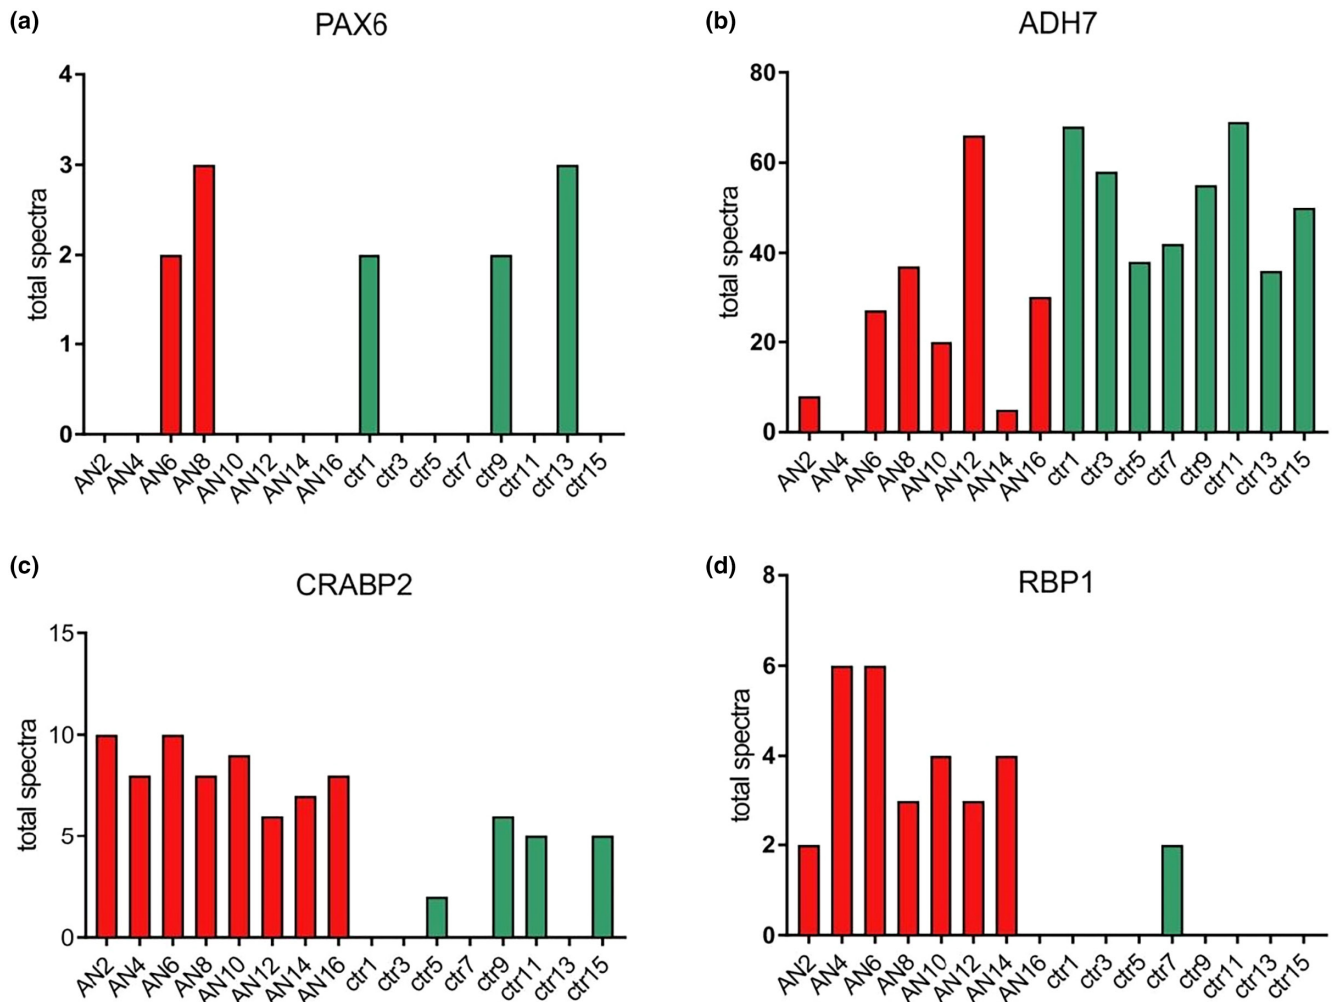 (a)
PAX6
total spectra
4
3
2
1
0
AN2 AN4 AN6 AN8 AN10 AN12 AN14 AN16 ctr1 ctr3 ctr5 ctr7 ctr9 ctr11 ctr13 ctr15
(b)
ADH7
total spectra
80
60
40
20
0
AN2 AN4 AN6 AN8 AN10 AN12 AN14 AN16 ctr1 ctr3 ctr5 ctr7 ctr9 ctr11 ctr13 ctr15
(c)
CRABP2
total spectra
15
10
5
0
AN2 AN4 AN6 AN8 AN10 AN12 AN14 AN16 ctr1 ctr3 ctr5 ctr7 ctr9 ctr11 ctr13 ctr15
(d)
RBP1
total spectra
8
6
4
2
0
AN2 AN4 AN6 AN8 AN10 AN12 AN14 AN16 ctr1 ctr3 ctr5 ctr7 ctr9 ctr11 ctr13 ctr15